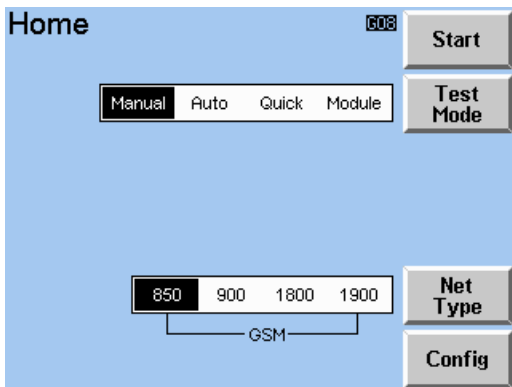 Home
G08
Start
Manual Auto Quick Module
Test
Mode
850 900 1800 1900
GSM
Net
Type
Config